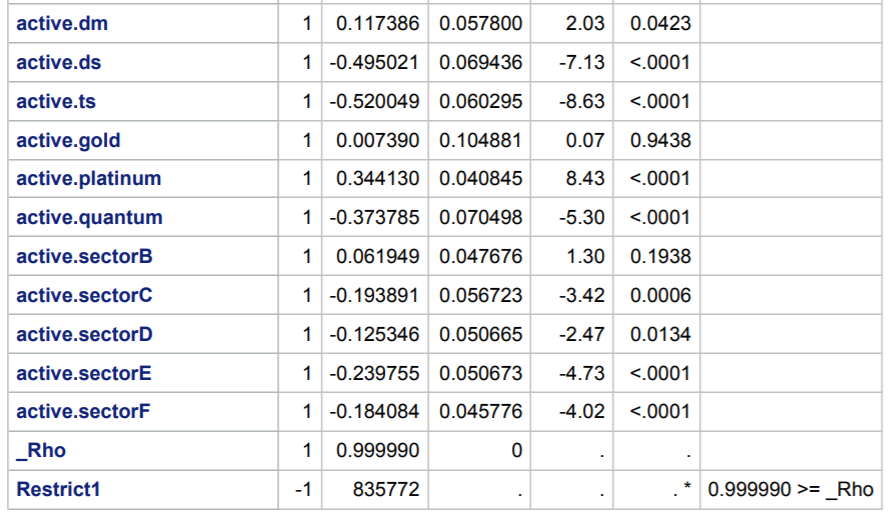 active.dm 1 0.117386 0.057800 2.03 0.0423
active.ds 1 -0.495021 0.069436 -7.13 <.0001
active.ts 1 -0.520049 0.060295 -8.63 <.0001
active.gold 1 0.007390 0.104881 0.07 0.9438
active.platinum 1 0.344130 0.040845 8.43 <.0001
active.quantum 1 -0.373785 0.070498 -5.30 <.0001
active.sectorB 1 0.061949 0.047676 1.30 0.1938
active.sectorC 1 -0.193891 0.056723 -3.42 0.0006
active.sectorD 1 -0.125346 0.050665 -2.47 0.0134
active.sectorE 1 -0.239755 0.050673 -4.73 <.0001
active.sectorF 1 -0.184084 0.045776 -4.02 <.0001
_Rho 1 0.999990 0 . .
Restrict1 -1 835772 . . . * 0.999990 >= _Rho